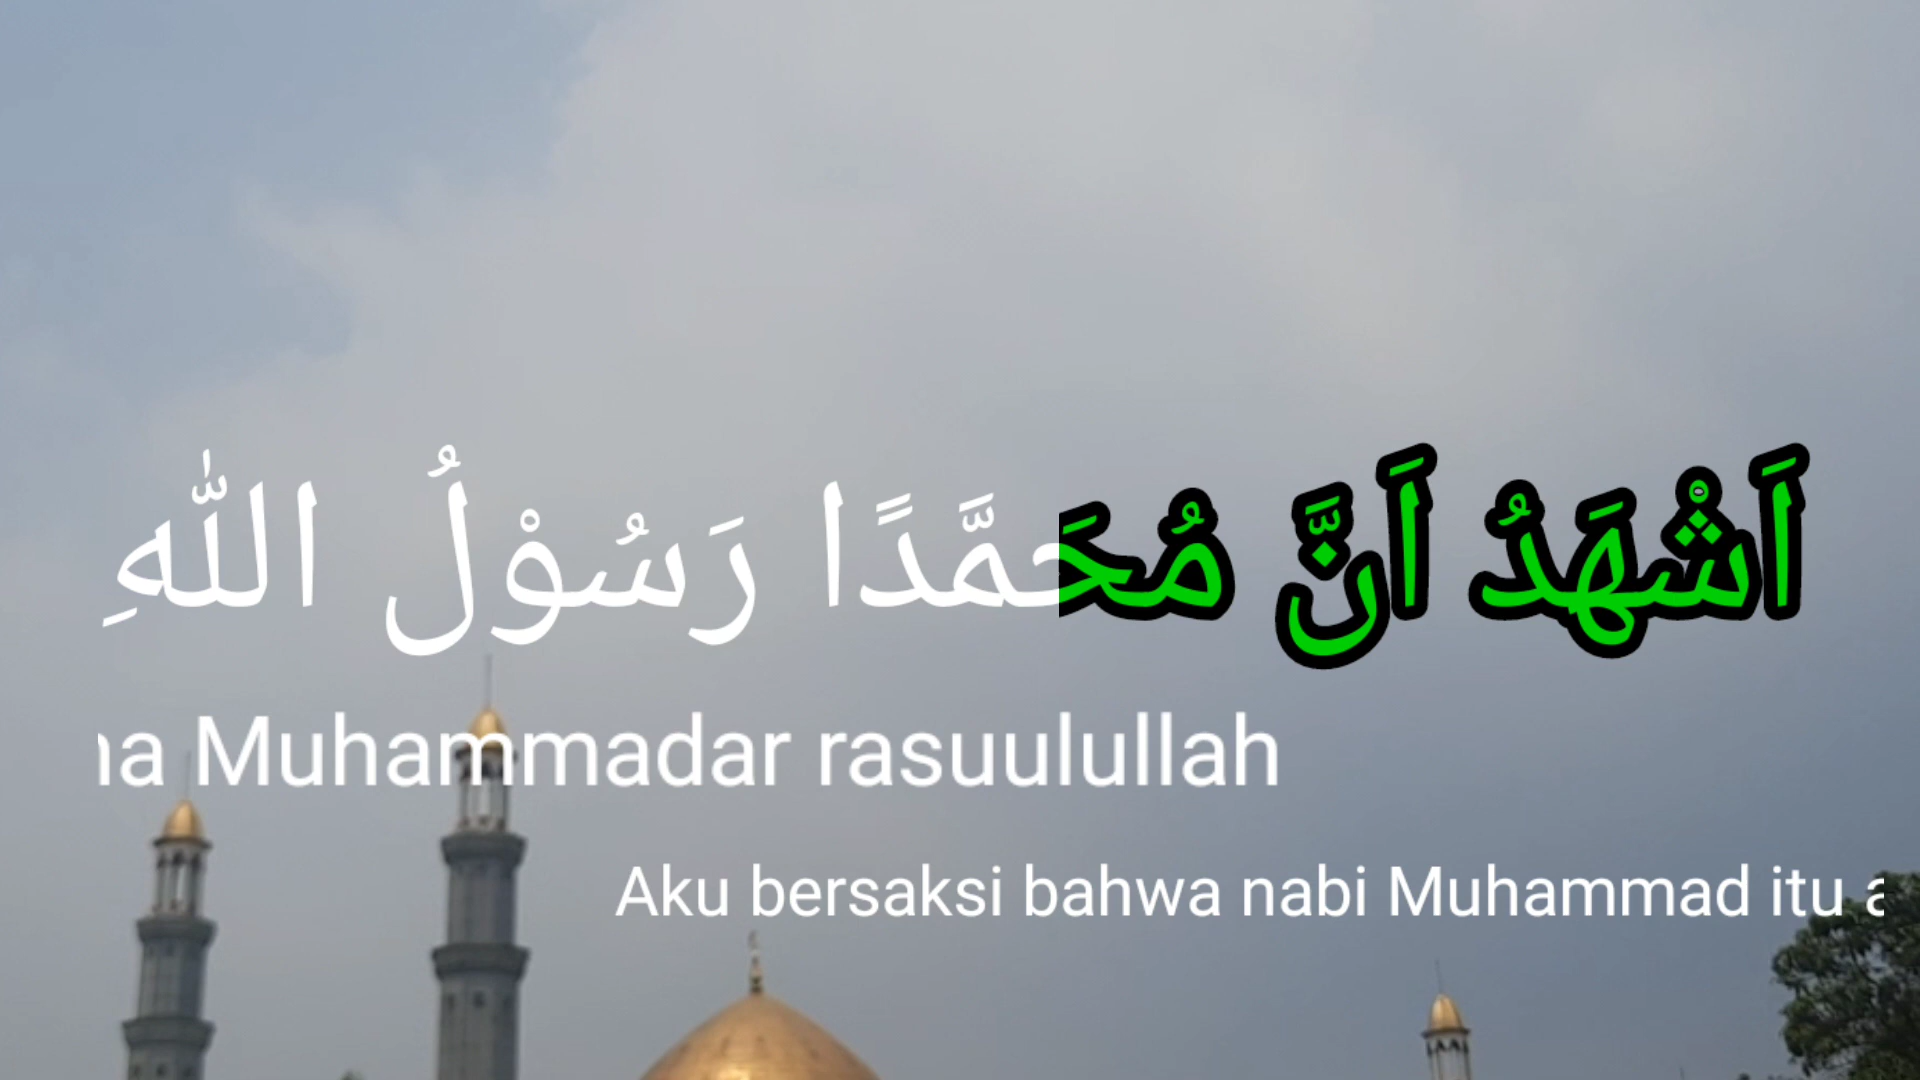 اَشْهَدُ اَنَّ مُحَمَّدًا رَسُوْلُ اللّٰهِ
Muhammadar rasuulullah
Aku bersaksi bahwa nabi Muhammad itu